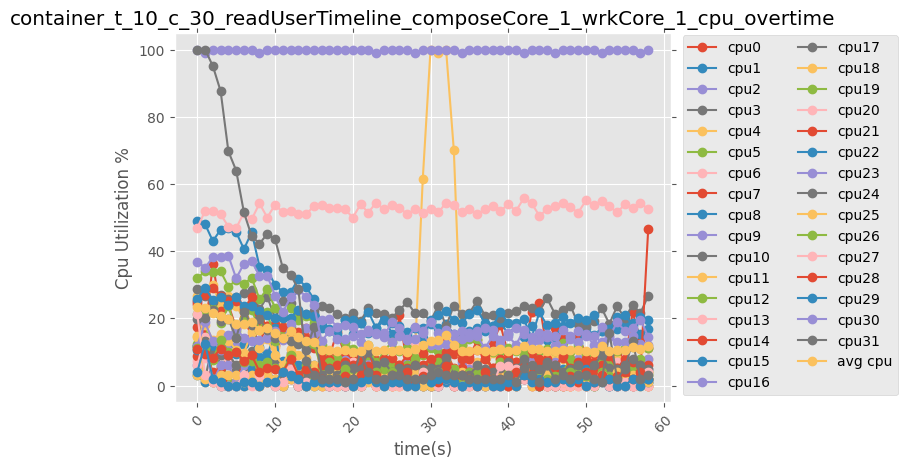 container_t_10_c_30_readUserTimeline_composeCore_1_wrkCore_1_cpu_overtime
100
80
60
40
20
0
Cpu Utilization %
0
10
20
30
40
50
60
time(s)
cpu0
cpu1
cpu2
cpu3
cpu4
cpu5
cpu6
cpu7
cpu8
cpu9
cpu10
cpu11
cpu12
cpu13
cpu14
cpu15
cpu16
cpu17
cpu18
cpu19
cpu20
cpu21
cpu22
cpu23
cpu24
cpu25
cpu26
cpu27
cpu28
cpu29
cpu30
cpu31
avg cpu